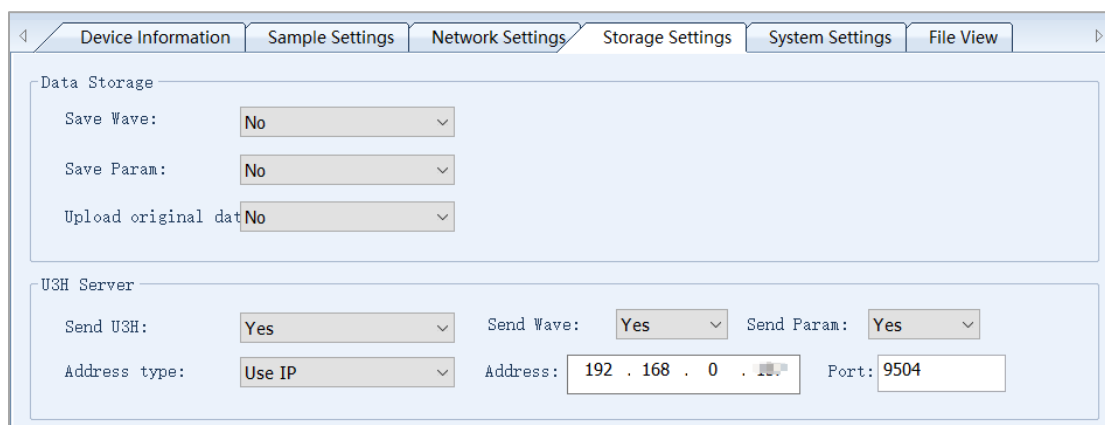 Device Information Sample Settings Network Settings Storage Settings System Settings File View
Data Storage
Save Wave: No
Save Param: No
Upload original dat No
U3H Server
Send U3H: Yes Send Wave: Yes Send Param: Yes
Address type: Use IP Address: 192 . 168 . 0 . Port: 9504